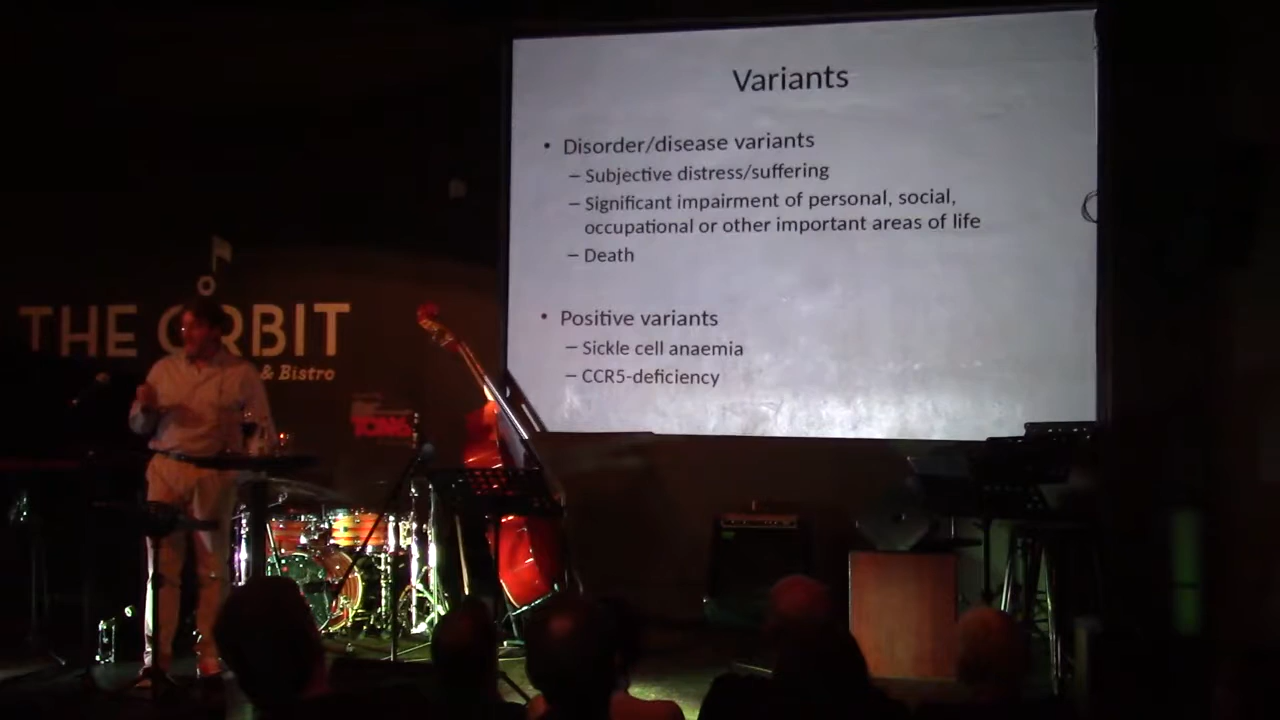 Variants
• Disorder/disease variants
– Subjective distress/suffering
– Significant impairment of personal, social,
occupational or other important areas of life
– Death
• Positive variants
– Sickle cell anaemia
– CCR5-deficiency
THE ORBIT
& Bistro